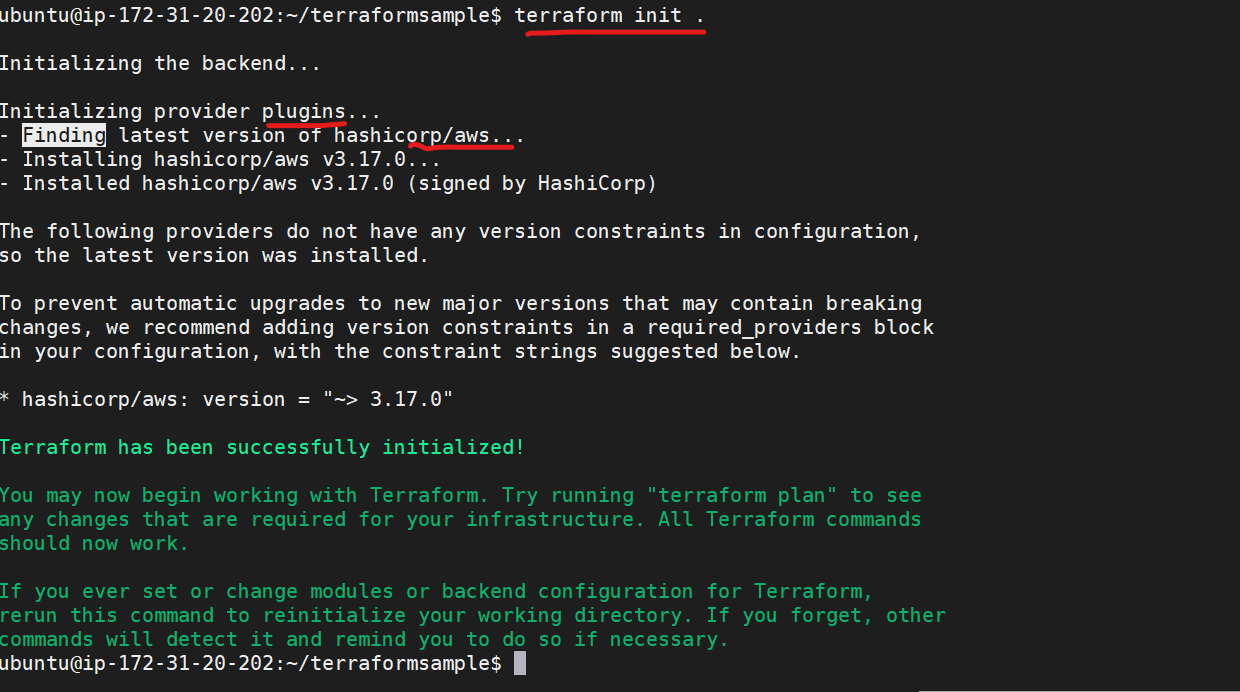 ubuntu@ip-172-31-20-202:~/terraformsample$ terraform init .
Initializing the backend...
Initializing provider plugins...
- Finding latest version of hashicorp/aws...
- Installing hashicorp/aws v3.17.0...
- Installed hashicorp/aws v3.17.0 (signed by HashiCorp)
The following providers do not have any version constraints in configuration,
so the latest version was installed.
To prevent automatic upgrades to new major versions that may contain breaking
changes, we recommend adding version constraints in a required_providers block
in your configuration, with the constraint strings suggested below.
* hashicorp/aws: version = "~> 3.17.0"
Terraform has been successfully initialized!
You may now begin working with Terraform. Try running "terraform plan" to see
any changes that are required for your infrastructure. All Terraform commands
should now work.
If you ever set or change modules or backend configuration for Terraform,
rerun this command to reinitialize your working directory. If you forget, other
commands will detect it and remind you to do so if necessary.
ubuntu@ip-172-31-20-202:~/terraformsample$